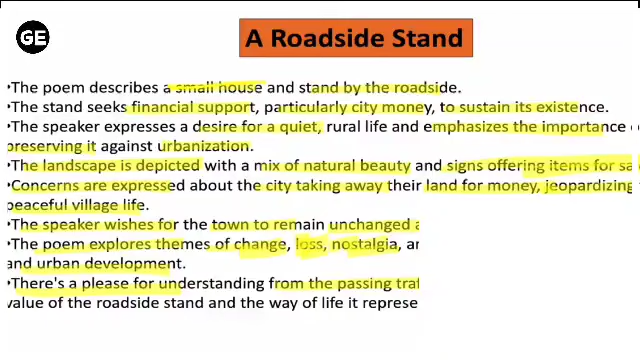 GE
A Roadside Stand
•The poem describes a small house and stand by the roadside.
•The stand seeks financial support, particularly city money, to sustain its existence.
•The speaker expresses a desire for a quiet, rural life and emphasizes the importance
preserving it against urbanization.
•The landscape is depicted with a mix of natural beauty and signs offering items for sa
•Concerns are expressed about the city taking away their land for money, jeopardizing
peaceful village life.
•The speaker wishes for the town to remain unchanged a
•The poem explores themes of change, loss, nostalgia, an
and urban development.
•There's a please for understanding from the passing traf
value of the roadside stand and the way of life it represe